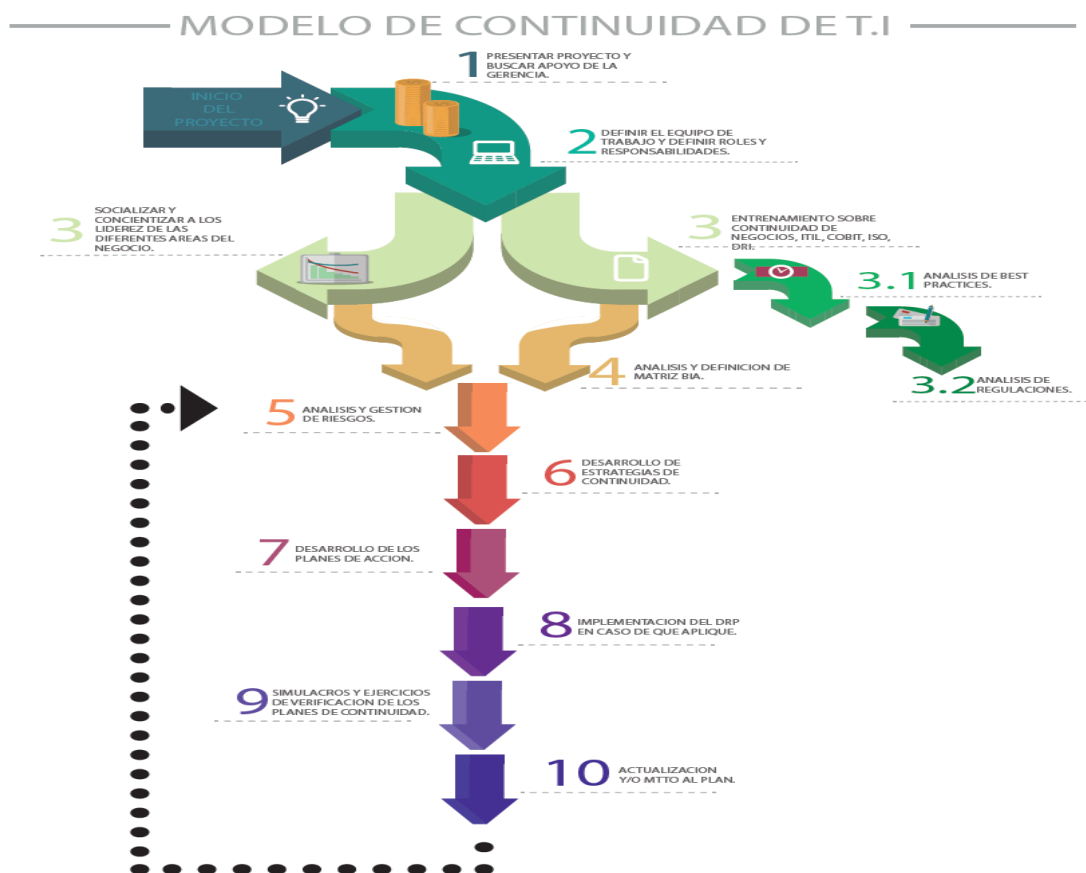 MODELO DE CONTINUIDAD DE T.I
INICIO
DEL
PROYECTO
1
PRESENTAR PROYECTO Y
BUSCAR APOYO DE LA
GERENCIA.
2
DEFINIR EL EQUIPO DE
TRABAJO Y DEFINIR ROLES Y
RESPONSABILIDADES.
3
SOCIALIZAR Y
CONCIENTIZAR A LOS
LIDEREZ DE LAS
DIFERENTES AREAS DEL
NEGOCIO.
3
ENTRENAMIENTO SOBRE
CONTINUIDAD DE
NEGOCIOS, ITIL, COBIT, ISO,
DRI.
3.1
ANALISIS DE BEST
PRACTICES.
3.2
ANALISIS DE
REGULACIONES.
4
ANALISIS Y DEFINICION DE
MATRIZ BIA.
5
ANALISIS Y GESTION
DE RIESGOS.
6
DESARROLLO DE
ESTRATEGIAS DE
CONTINUIDAD.
7
DESARROLLO DE LOS
PLANES DE ACCION.
8
IMPLEMENTACION DEL DRP
EN CASO DE QUE APLIQUE.
9
SIMULACROS Y EJERCICIOS
DE VERIFICACION DE LOS
PLANES DE CONTINUIDAD.
10
ACTUALIZACION
Y/O MTTO AL PLAN.